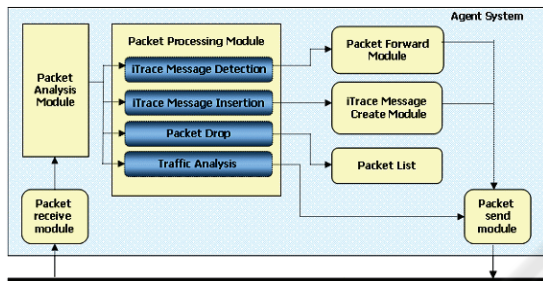 Agent System
Packet
Analysis
Module
Packet Processing Module
iTrace Message Detection
iTrace Message Insertion
Packet Drop
Traffic Analysis
Packet Forward
Module
iTrace Message
Create Module
Packet List
Packet
receive
module
Packet
send
module